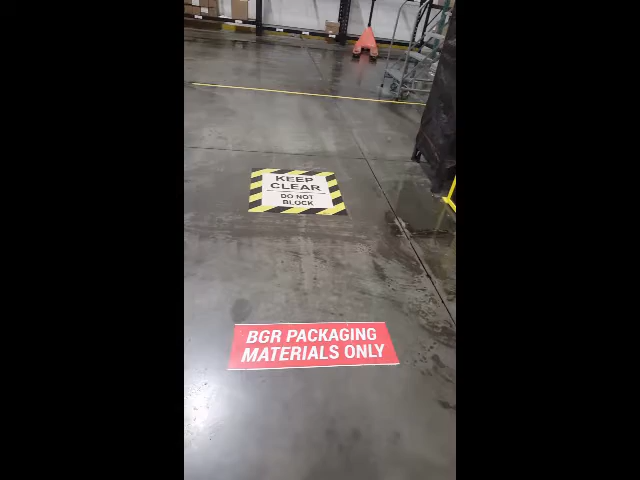 KEEP
CLEAR
DO NOT
BLOCK
BGR PACKAGING
MATERIALS ONLY